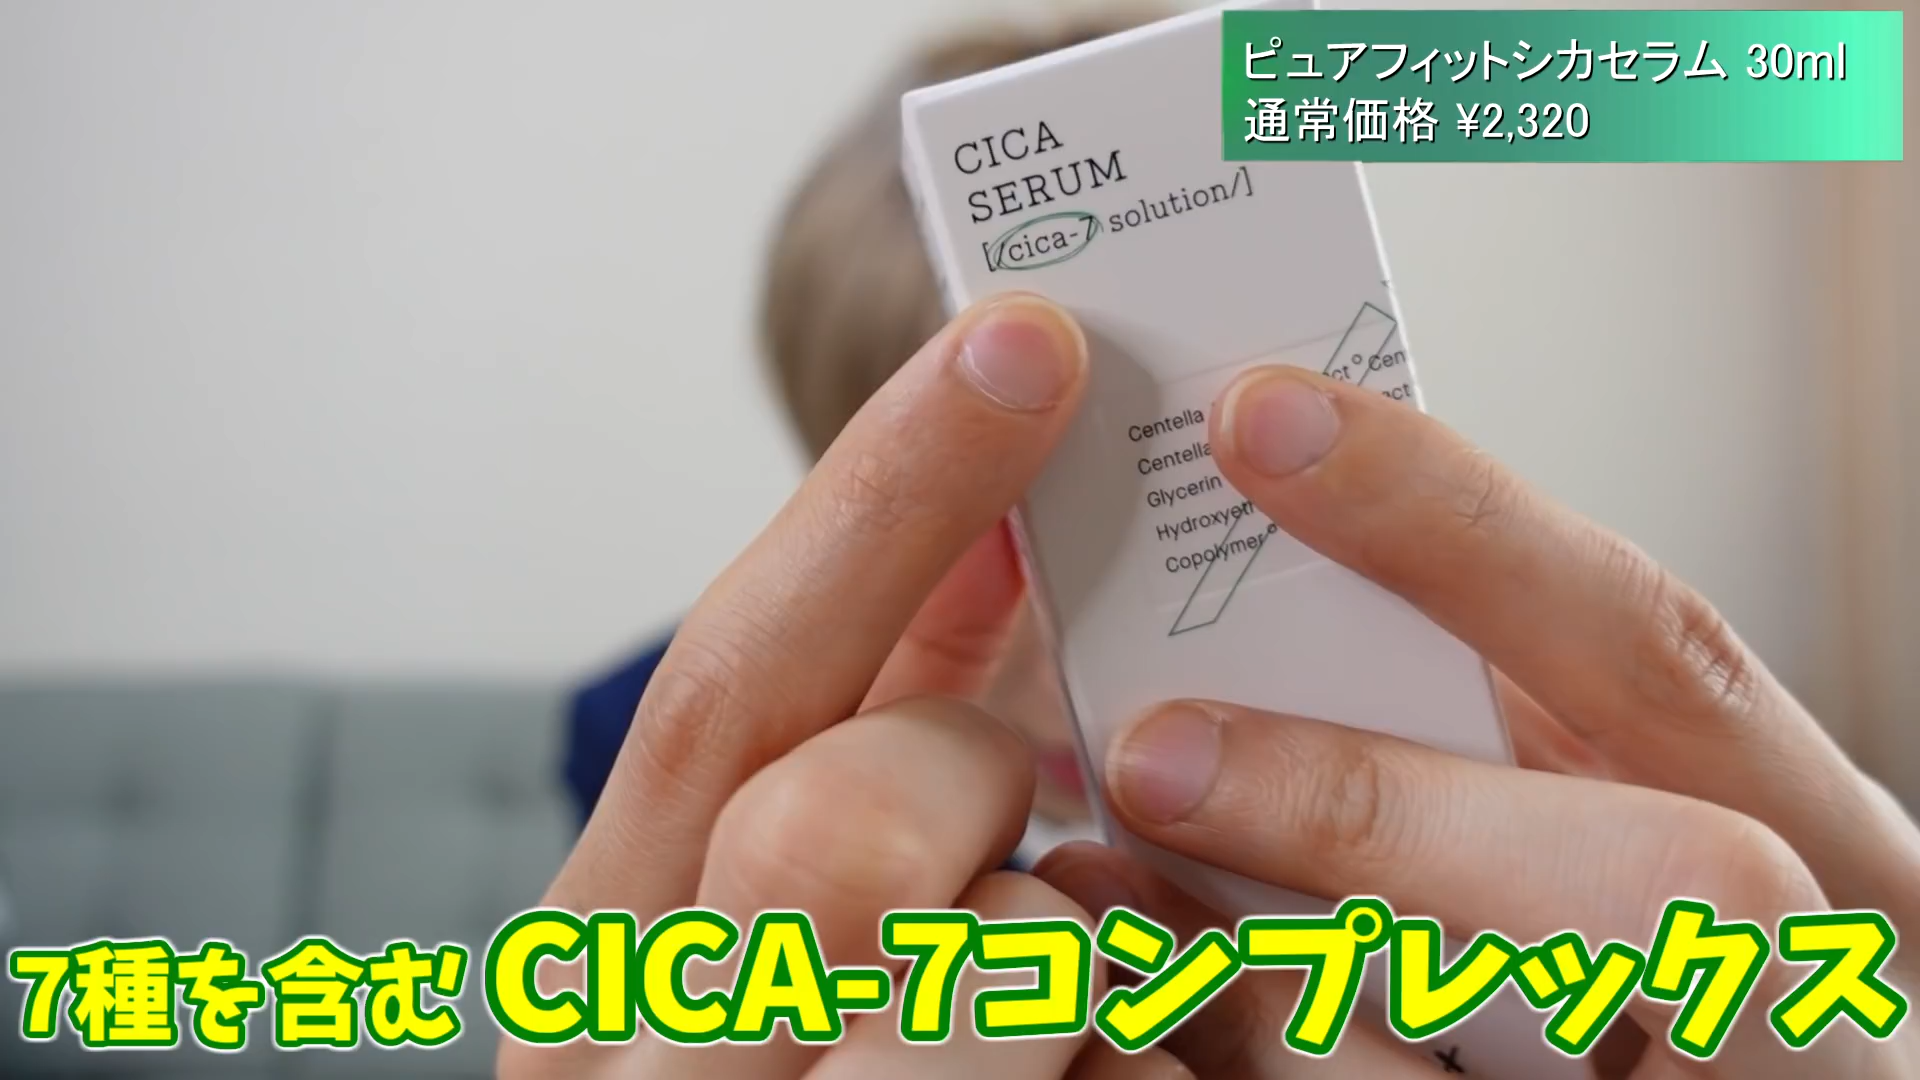 ピュアフィットシカセラム 30ml
通常価格 ¥2,320
CICA
SERUM
[/cica-7 solution/]
Centella
Centella
Glycerin
Copolymer
7種を含む CICA-7コンプレックス